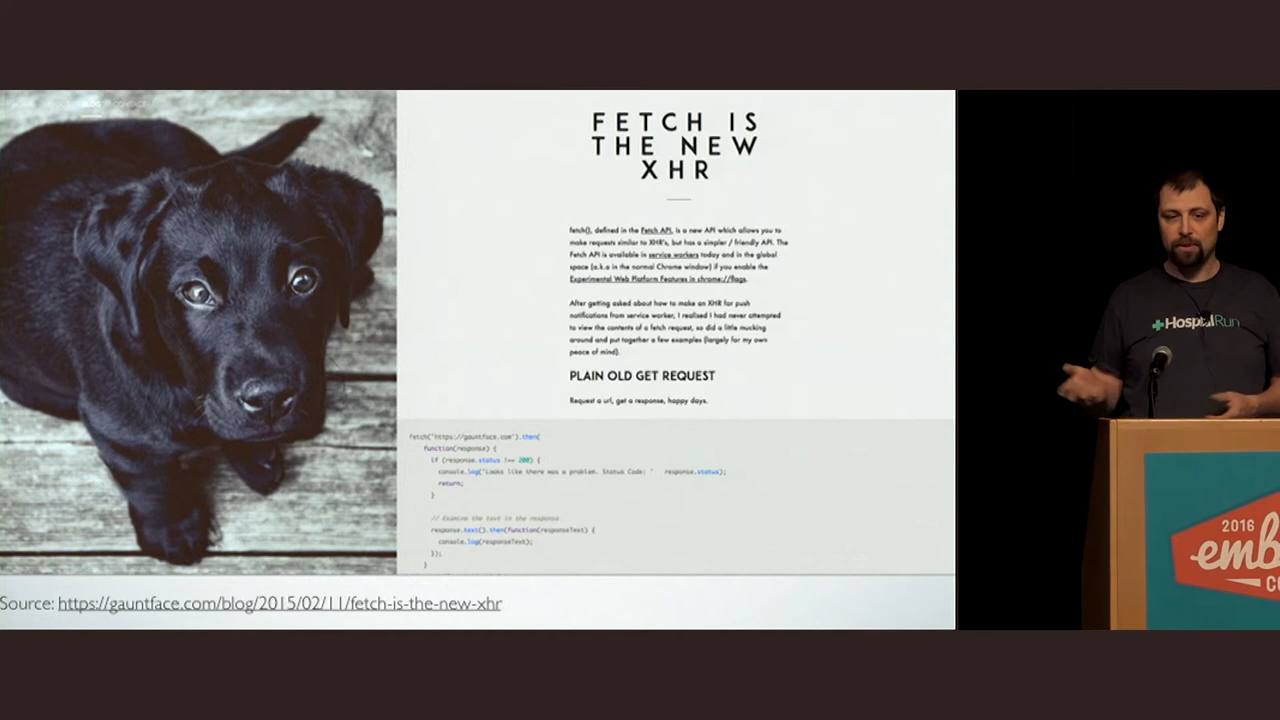 BLOG
CONTACT
FETCH IS
THE NEW
XHR
fetch(), defined in the Fetch API, is a new API which allows you to
make requests similar to XHR's, but has a simpler / friendly API. The
Fetch API is available in service workers today and in the global
space (a.k.a in the normal Chrome window) if you enable the
Experimental Web Platform Features in chrome://flags.
After getting asked about how to make an XHR for push
notifications from service worker, I realised I had never attempted
to view the contents of a fetch request, so did a little mucking
around and put together a few examples (largely for my own
peace of mind).
PLAIN OLD GET REQUEST
Request a url, get a response, happy days.
fetch('https://gauntface.com').then(
function(response) {
if (response.status !== 200) {
console.log('Looks like there was a problem. Status Code: ' response.status);
return;
}
// Examine the text in the response
response.text().then(function(responseText) {
console.log(responseText);
});
}
Source: https://gauntface.com/blog/2015/02/11/fetch-is-the-new-xhr
HospitalRun
2016
emb
CO